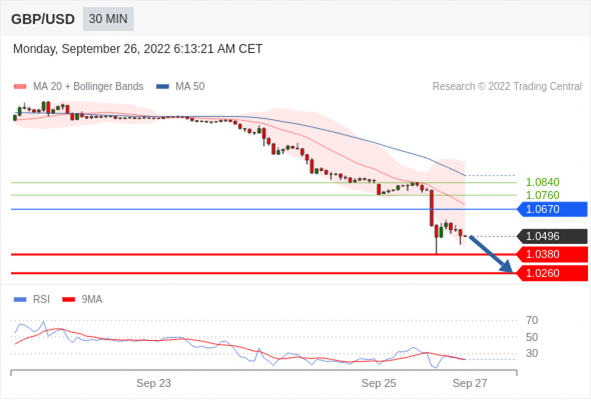 GBP/USD 30 MIN
Monday, September 26, 2022 6:13:21 AM CET
MA 20 + Bollinger Bands MA 50 Research © 2022 Trading Central
1.0840
1.0760
1.0670
1.0496
1.0380
1.0260
RSI 9MA
70
50
30
Sep 23 Sep 25 Sep 27